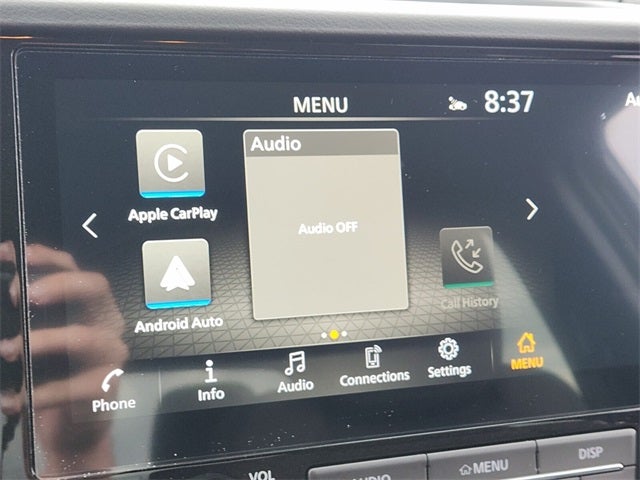 MENU
8:37
Audio
Audio OFF
Apple CarPlay
Android Auto
Call History
Phone
Info
Audio
Connections
Settings
MENU
VOL
AUDIO
MENU
DISP